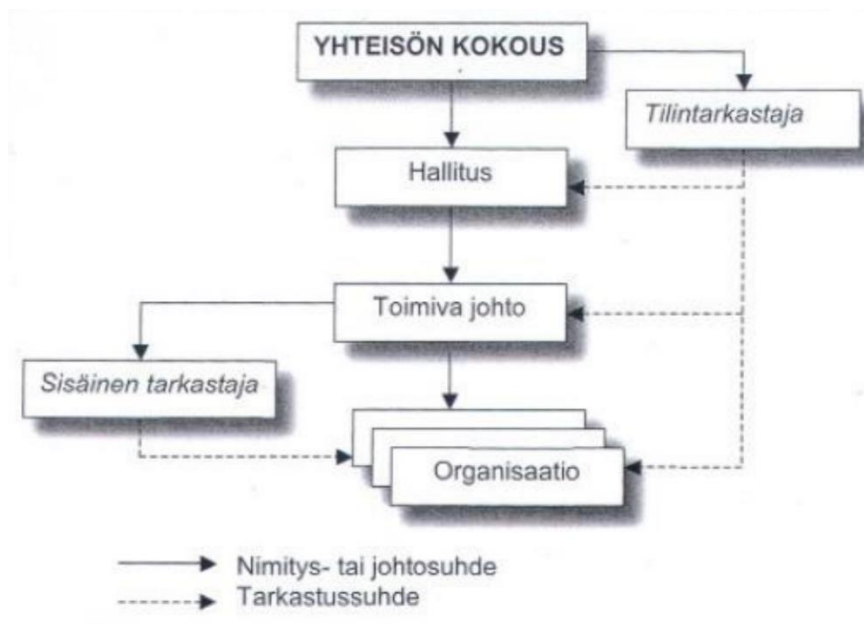 YHTEISÖN KOKOUS
Tilintarkastaja
Hallitus
Toimiva johto
Sisäinen tarkastaja
Organisaatio
Nimitys- tai johtosuhde
Tarkastussuhde